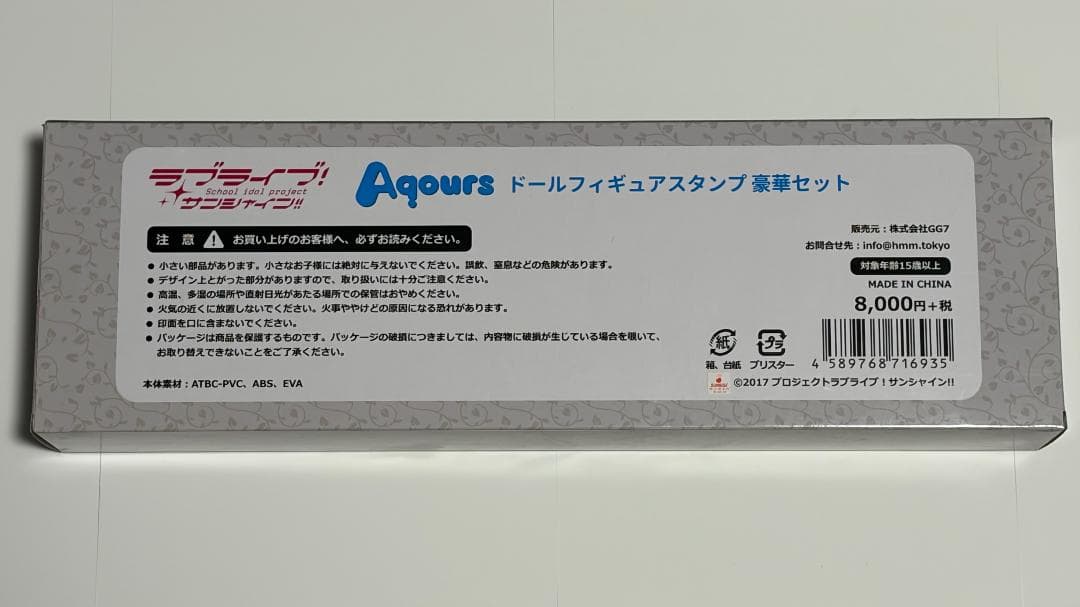 ラブライブ!
School idol project
サンシャイン!!
Aqours ドールフィギュアスタンプ 豪華セット
注 意 お買い上げのお客様へ、必ずお読みください。
● 小さい部品があります。小さなお子様には絶対に与えないでください。誤飲、窒息などの危険があります。
● デザイン上とがった部分がありますので、取り扱いには十分ご注意ください。
● 高温、多湿の場所や直射日光があたる場所での保管はおやめください。
● 火気の近くに放置しないでください。火事ややけどの原因になる恐れがあります。
● 印面を口に含まないでください。
● パッケージは商品を保護するものです。パッケージの破損につきましては、内容物に破損が生じている場合を覗いて、
お取り替えできないことをご了承ください。
本体素材：ATBC-PVC、ABS、EVA
販売元：株式会社GG7
お問合せ先：info@hmm.tokyo
対象年齢15歳以上
MADE IN CHINA
8,000円+税
紙
箱、台紙
プラ
ブリスター
4 589768 716935
©2017 プロジェクトラブライブ！サンシャイン!!